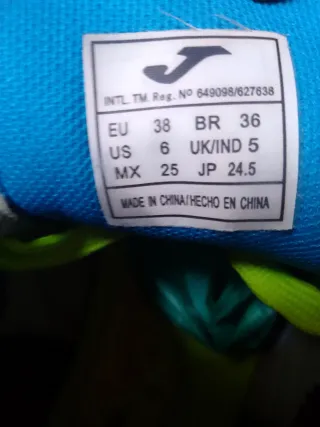 INTL. TM. Reg. Nº 649098/627638
EU 38 BR 36
US 6 UK/IND 5
MX 25 JP 24.5
MADE IN CHINA/HECHO EN CHINA